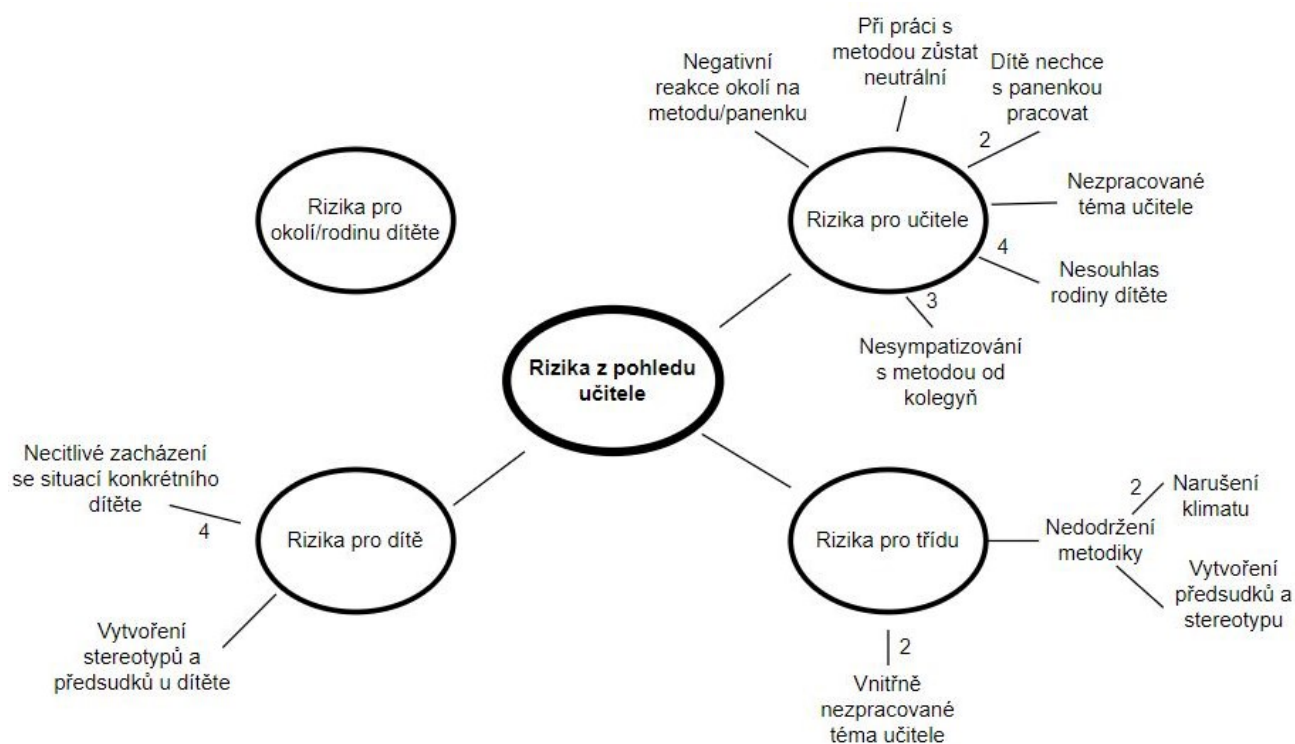 Při práci s
metodou zůstat
neutrální
Negativní
reakce okolí na
metodu/panenku
Dítě nechce
s panenkou
pracovat
2
Nezpracované
téma učitele
Rizika pro
okolí/rodinu dítěte
Rizika pro učitele
4
Nesouhlas
rodiny dítěte
3
Nesympatizování
s metodou od
kolegyň
Rizika z pohledu
učitele
Necitlivé zacházení
se situací konkrétního
dítěte
4
Rizika pro dítě
Vytvoření
stereotypů a
předsudků u dítěte
Rizika pro třídu
Nedodržení
metodiky
2
Narušení
klimatu
Vytvoření
předsudků a
stereotypu
2
Vnitřně
nezpracované
téma učitele